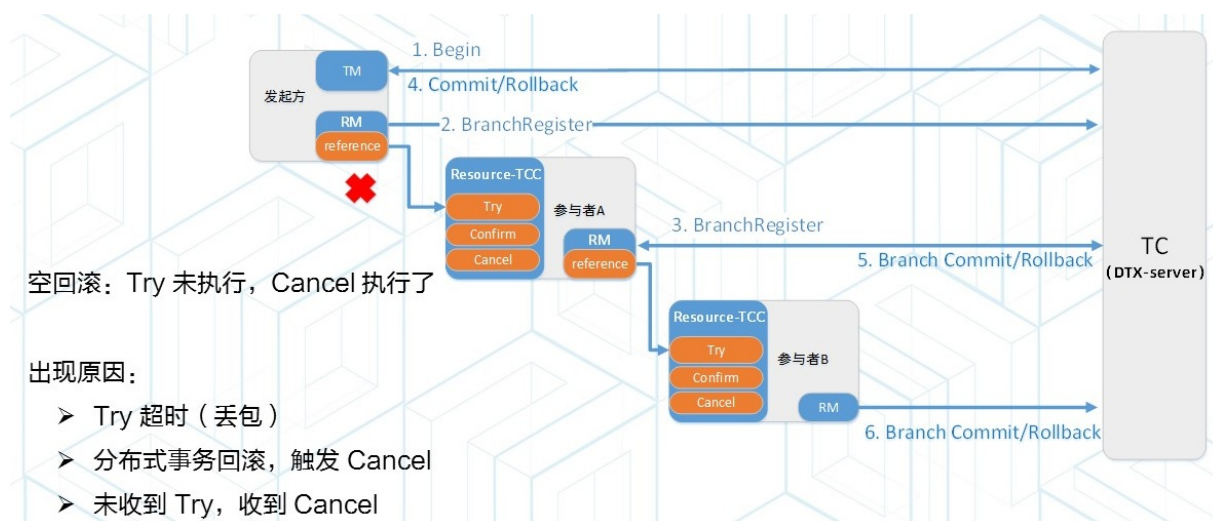 1. Begin
TM
4. Commit/Rollback
发起方
RM
2. BranchRegister
reference
Resource-TCC
Try
参与者A
Confirm
Cancel
RM
reference
3. BranchRegister
5. Branch Commit/Rollback
TC
(DTX-server)
空回滚：Try 未执行，Cancel 执行了
Resource-TCC
Try
参与者B
Confirm
Cancel
RM
6. Branch Commit/Rollback
出现原因：
➢ Try 超时（丢包）
➢ 分布式事务回滚，触发 Cancel
➢ 未收到 Try，收到 Cancel